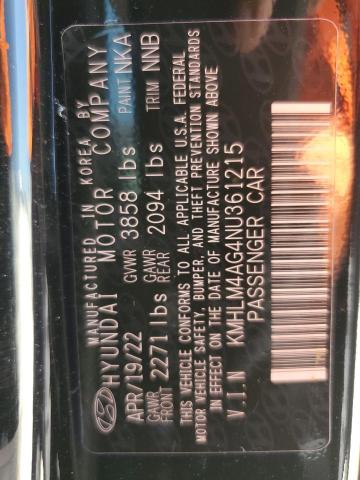 MANUFACTURED IN KOREA BY
HYUNDAI MOTOR COMPANY
APR/19/22 GVWR 3858 lbs PAINT NKA
GAWR FRONT 2271 lbs GAWR REAR 2094 lbs TRIM NNB
THIS VEHICLE CONFORMS TO ALL APPLICABLE U.S.A. FEDERAL
MOTOR VEHICLE SAFETY, BUMPER, AND THEFT PREVENTION STANDARDS
IN EFFECT ON THE DATE OF MANUFACTURE SHOWN ABOVE
V.I.N KMHLM4AG4NU361215
PASSENGER CAR